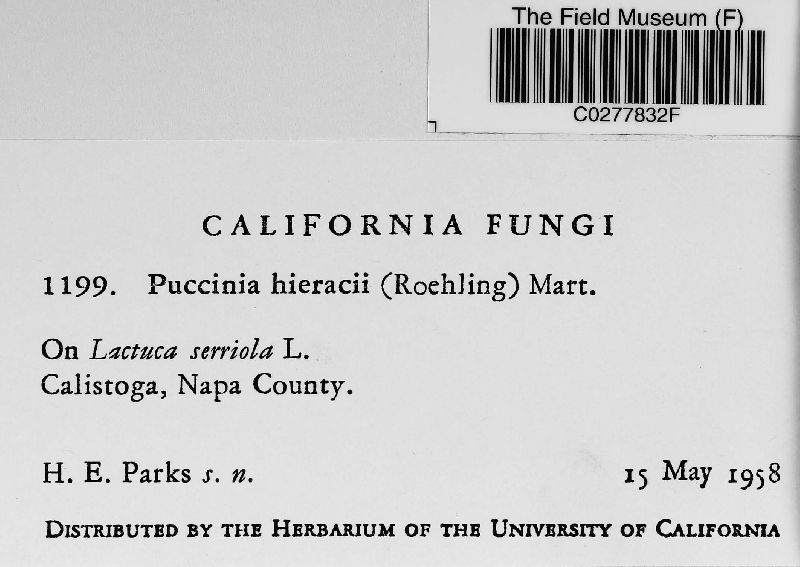 The Field Museum (F)
C0277832F
CALIFORNIA FUNGI
1199. Puccinia hieracii (Roehling) Mart.
On Lactuca serriola L.
Calistoga, Napa County.
H. E. Parks s. n. 15 May 1958
DISTRIBUTED BY THE HERBARIUM OF THE UNIVERSITY OF CALIFORNIA